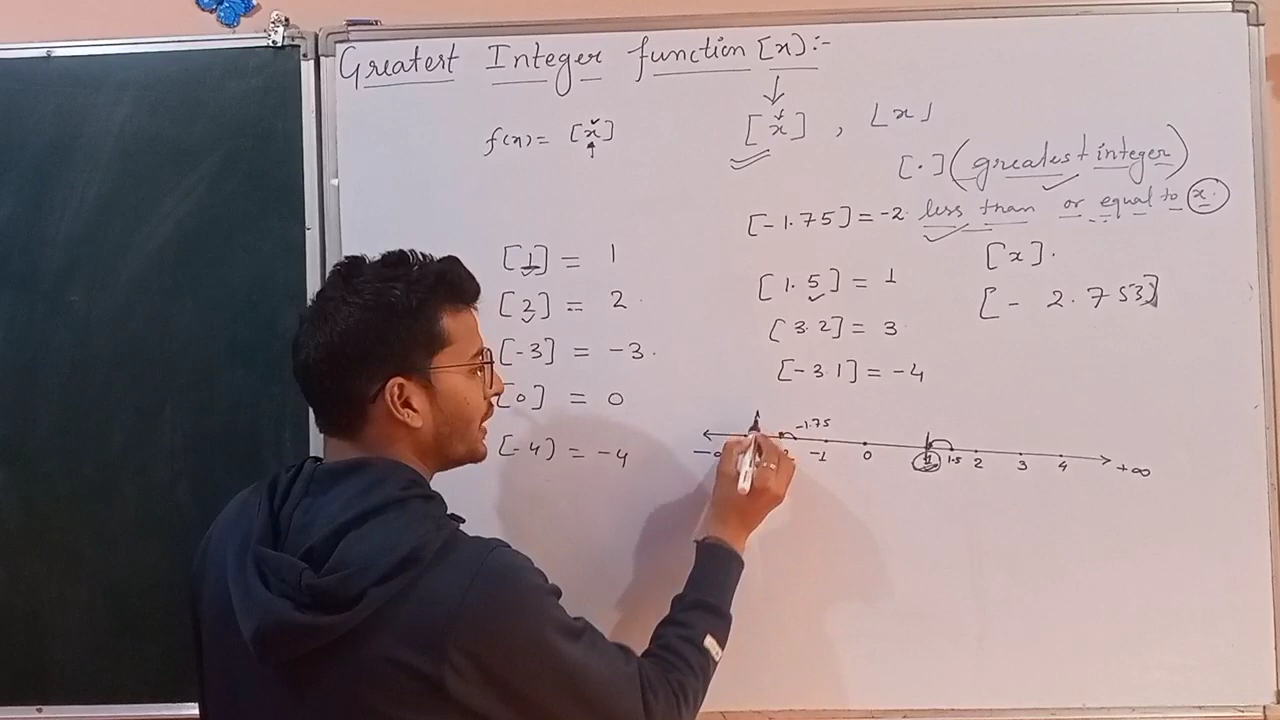 Greatest Integer function [x]:-
f(x) = [x]
[x] , ⌊x⌋
[.] (greatest integer)
less than or equal to x.
[-1.75] = -2.
[x].
[1] = 1
[1.5] = 1
[- 2.753]
[2] = 2.
[3.2] = 3
[-3] = -3.
[-3.1] = -4
[0] = 0
[-4) = -4
-1.75
-1 0 1 1.5 2 3 4 +∞